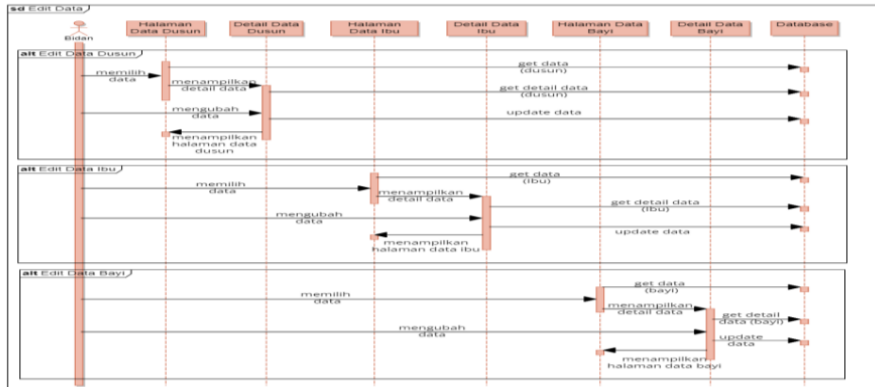 sd Edit Data
Bidan
Halaman
Data Dusun
Detail Data
Dusun
Halaman
Data Ibu
Detail Data
Ibu
Halaman Data
Bayi
Detail Data
Bayi
Database
alt Edit Data Dusun
get data
(dusun)
memilih
data
menampilkan
detail data
get detail data
(dusun)
mengubah
data
update data
menampilkan
halaman data
dusun
alt Edit Data Ibu
get data
(Ibu)
memilih
data
menampilkan
detail data
get detail data
(Ibu)
mengubah
data
update data
menampilkan
halaman data ibu
alt Edit Data Bayi
get data
(bayi)
memilih
data
menampilkan
detail data
get detail
data (bayi)
mengubah
data
update
data
menampilkan
halaman data bayi